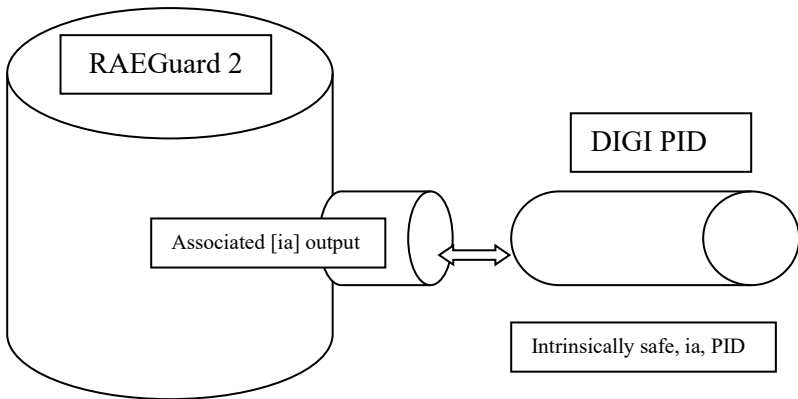 RAEGuard 2
DIGI PID
Associated [ia] output
Intrinsically safe, ia, PID